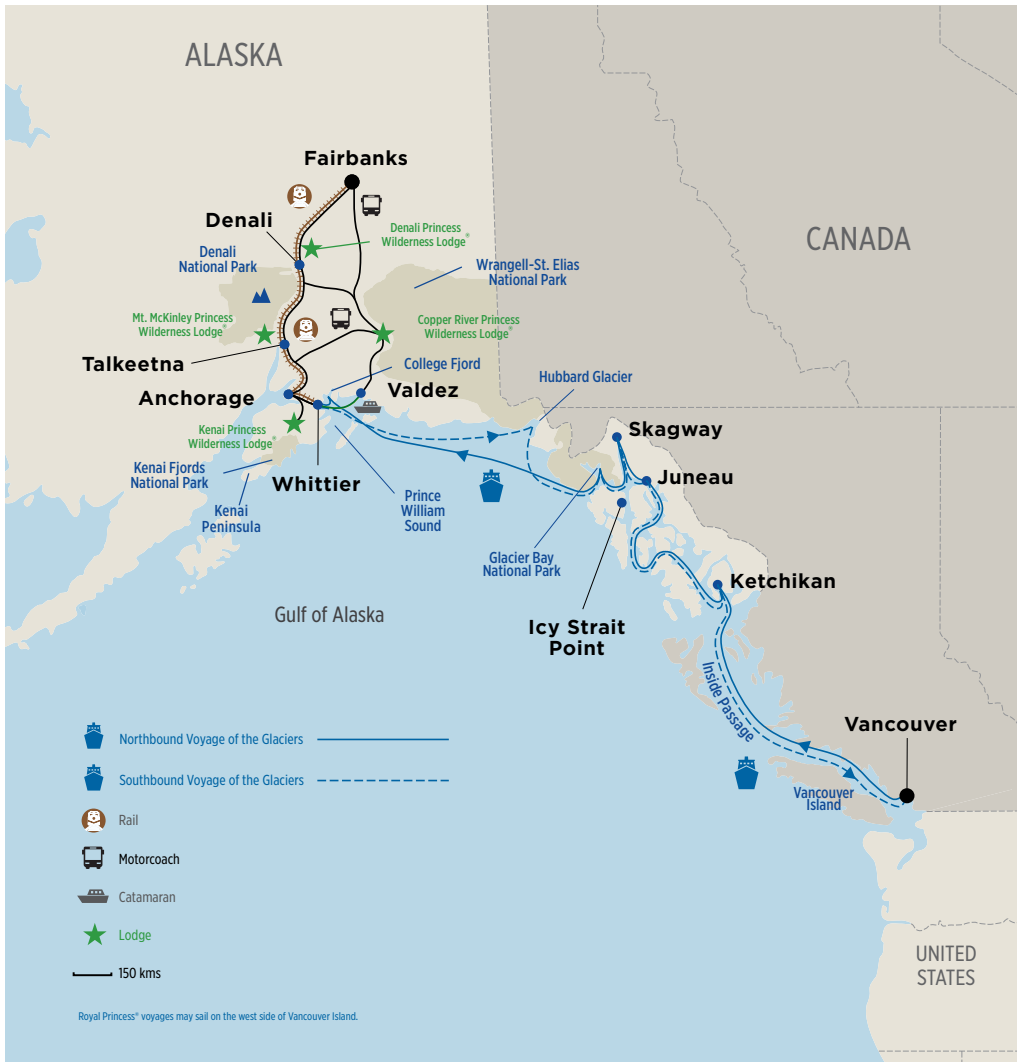 ALASKA
CANADA
Fairbanks
Denali
Denali
National Park
Denali Princess
Wilderness Lodge®
Wrangell-St. Elias
National Park
Mt. McKinley Princess
Wilderness Lodge®
Copper River Princess
Wilderness Lodge®
Talkeetna
College Fjord
Hubbard Glacier
Anchorage
Valdez
Kenai Princess
Wilderness Lodge®
Skagway
Kenai Fjords
National Park
Whittier
Juneau
Kenai
Peninsula
Prince
William
Sound
Glacier Bay
National Park
Ketchikan
Gulf of Alaska
Icy Strait
Point
Inside Passage
Vancouver
Vancouver
Island
Northbound Voyage of the Glaciers
Southbound Voyage of the Glaciers
Rail
Motorcoach
Catamaran
Lodge
150 kms
UNITED
STATES
Royal Princess® voyages may sail on the west side of Vancouver Island.